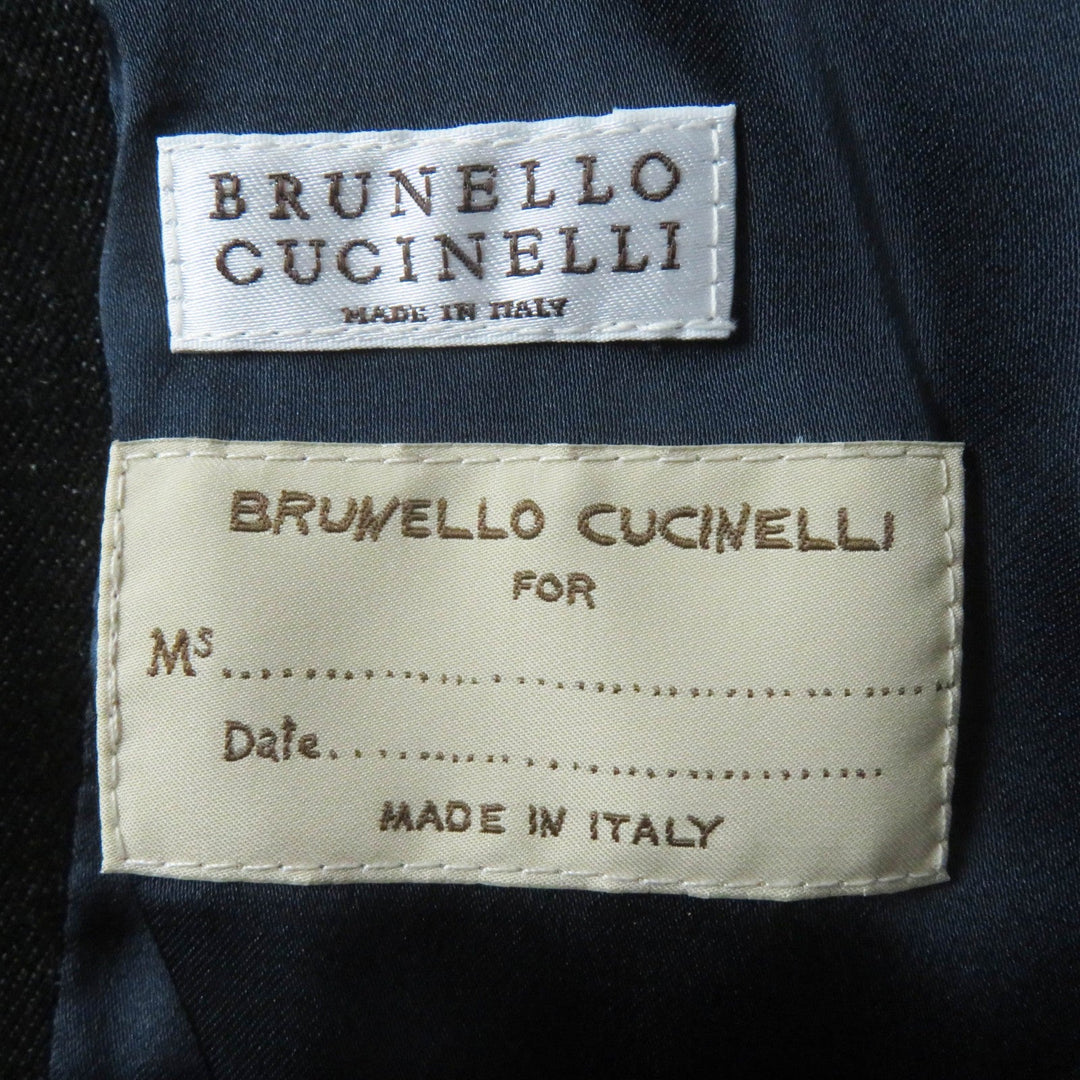 BRUNELLO
CUCINELLI
MADE IN ITALY
BRUNELLO CUCINELLI
FOR
Ms....................................................
Date........................................
MADE IN ITALY